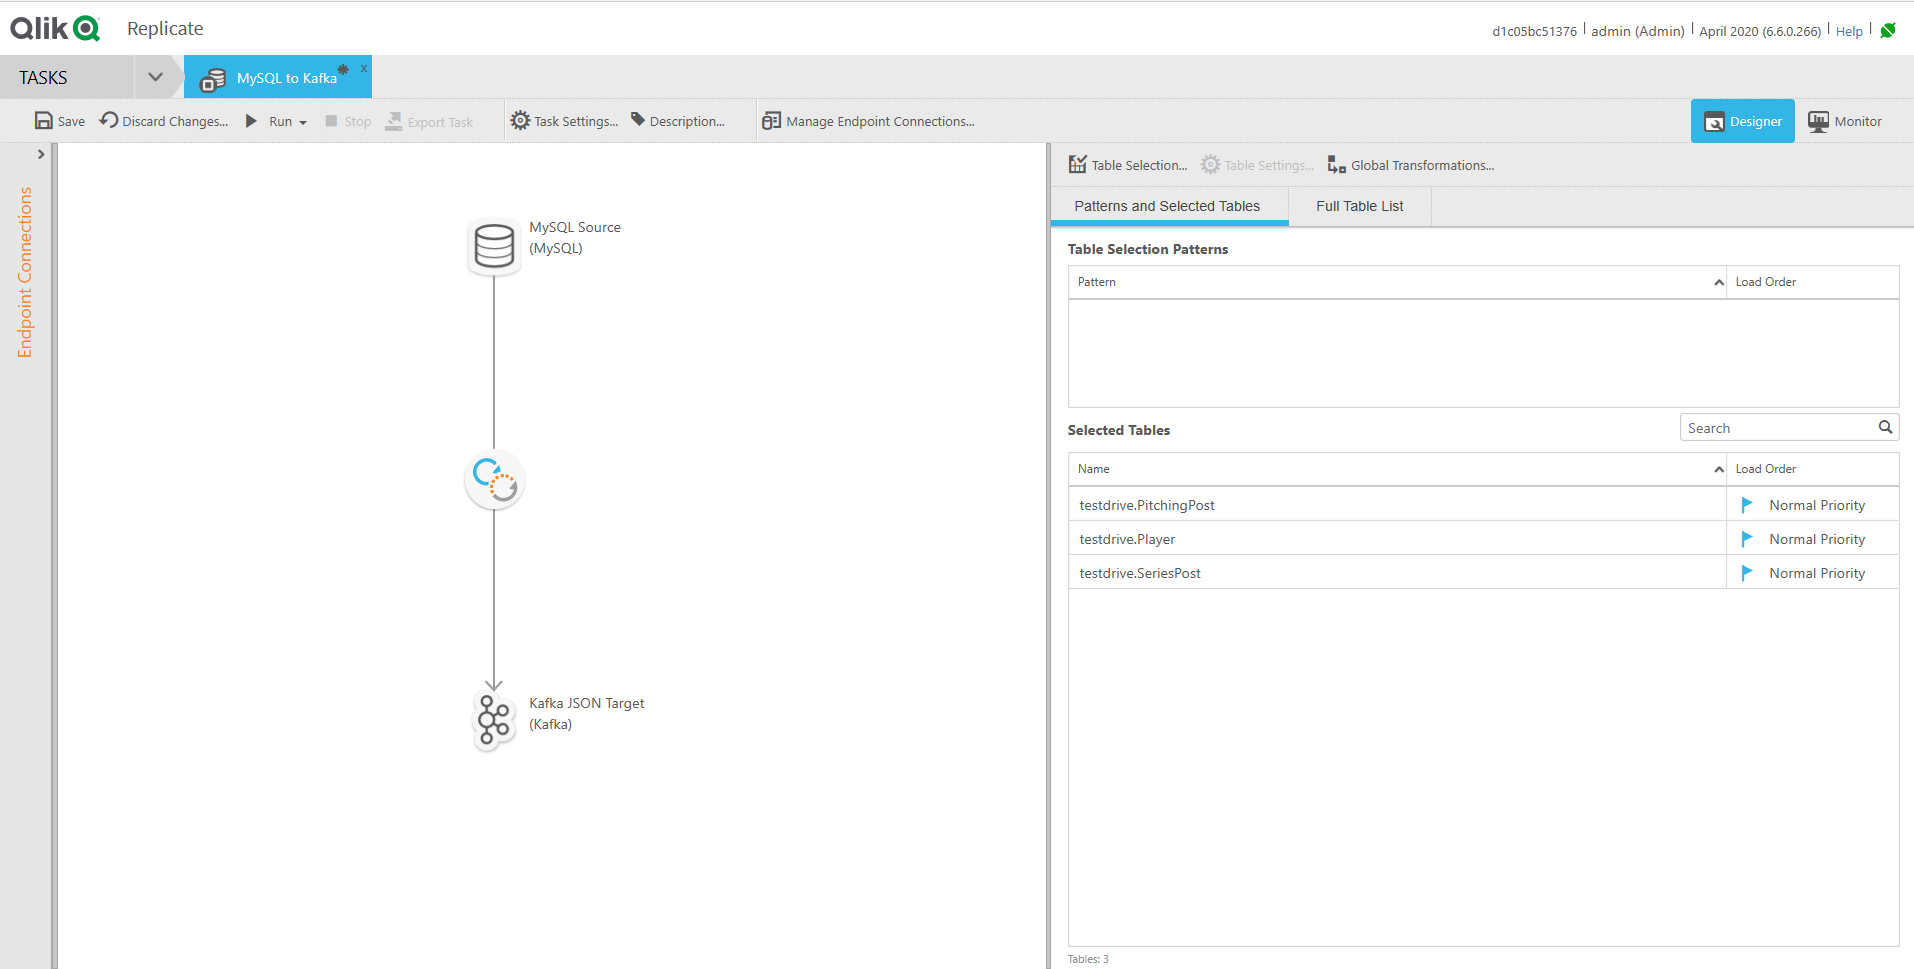 Qlik Replicate
d1c05bc51376 admin (Admin) April 2020 (6.6.0.266) Help
TASKS MySQL to Kafka x
Save Discard Changes... Run Stop Export Task Task Settings... Description... Manage Endpoint Connections... Designer Monitor
Endpoint Connections
MySQL Source
(MySQL)
Kafka JSON Target
(Kafka)
Table Selection... Table Settings... Global Transformations...
Patterns and Selected Tables Full Table List
Table Selection Patterns
Pattern Load Order
Selected Tables Search
Name Load Order
testdrive.PitchingPost Normal Priority
testdrive.Player Normal Priority
testdrive.SeriesPost Normal Priority
Tables: 3